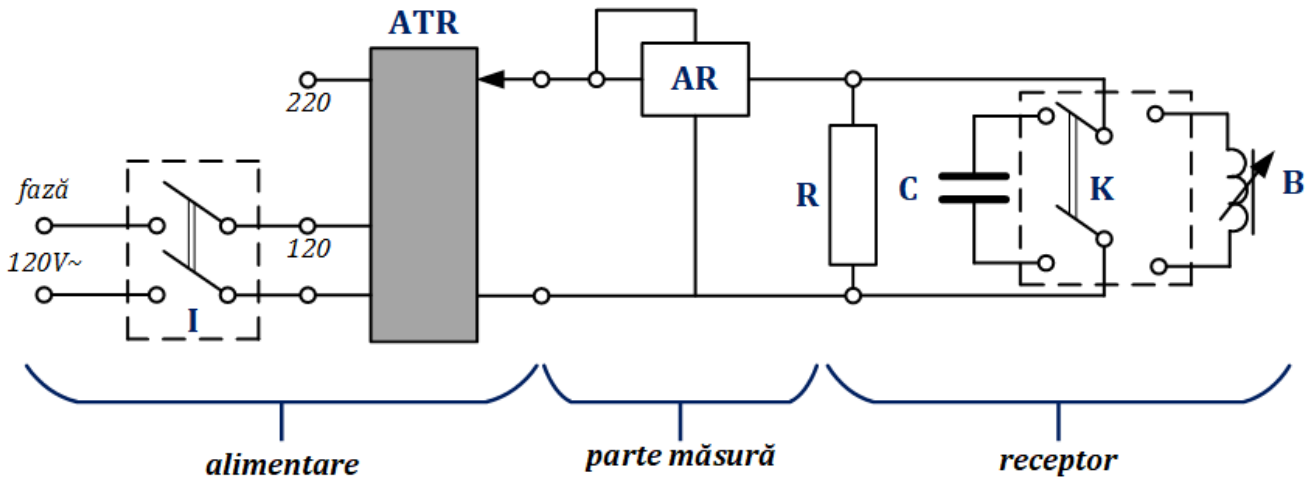 ATR
220
AR
fază
R
C
K
B
120V~
120
I
alimentare
parte măsură
receptor